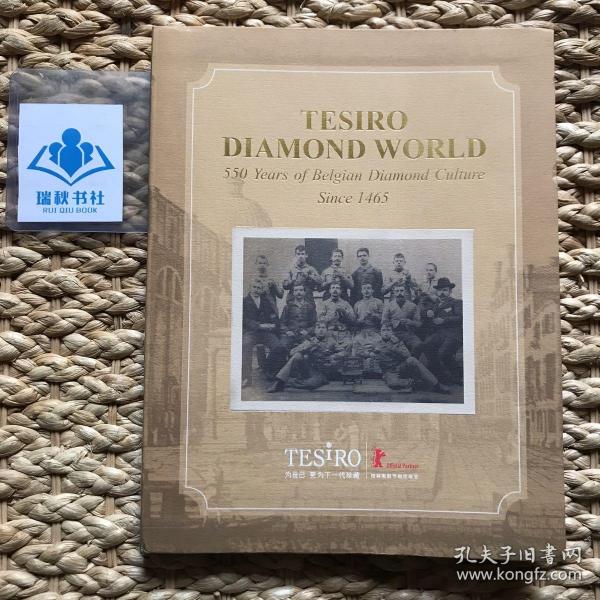 瑞秋书社
RUI QIU BOOK
TESIRO
DIAMOND WORLD
550 Years of Belgian Diamond Culture
Since 1465
TESiRO
为自己 更为下一代珍藏
Official Partner
孔夫子旧書网
www.kongfz.com